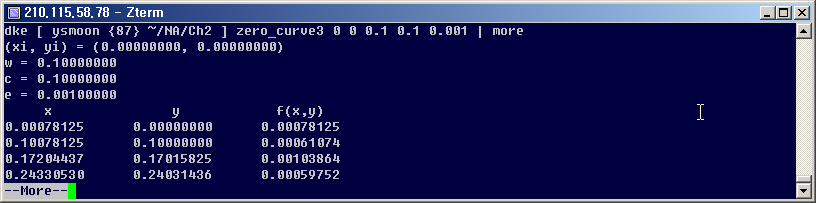 210.115.58.78 - Zterm
dke [ ysmoon {87} ~/NA/Ch2 ] zero_curve3 0 0 0.1 0.1 0.001 | more
(xi, yi) = (0.00000000, 0.00000000)
w = 0.10000000
c = 0.10000000
e = 0.00100000
x y f(x,y)
0.00078125 0.00000000 0.00078125
0.10078125 0.10000000 0.00061074
0.17204437 0.17015825 0.00103864
0.24330530 0.24031436 0.00059752
--More--